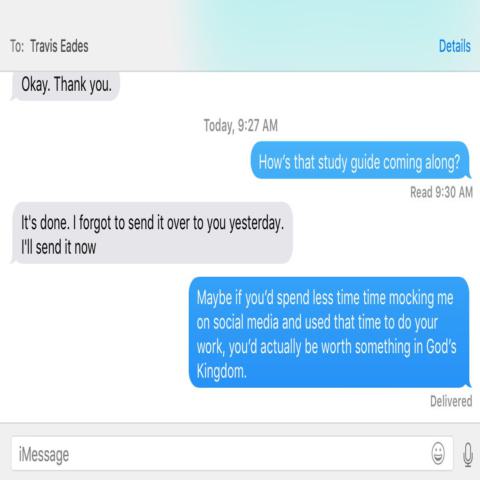 To: Travis Eades
Details
Okay. Thank you.
Today, 9:27 AM
How's that study guide coming along?
Read 9:30 AM
It's done. I forgot to send it over to you yesterday.
I'll send it now
Maybe if you'd spend less time time mocking me
on social media and used that time to do your
work, you'd actually be worth something in God's
Kingdom.
Delivered
iMessage